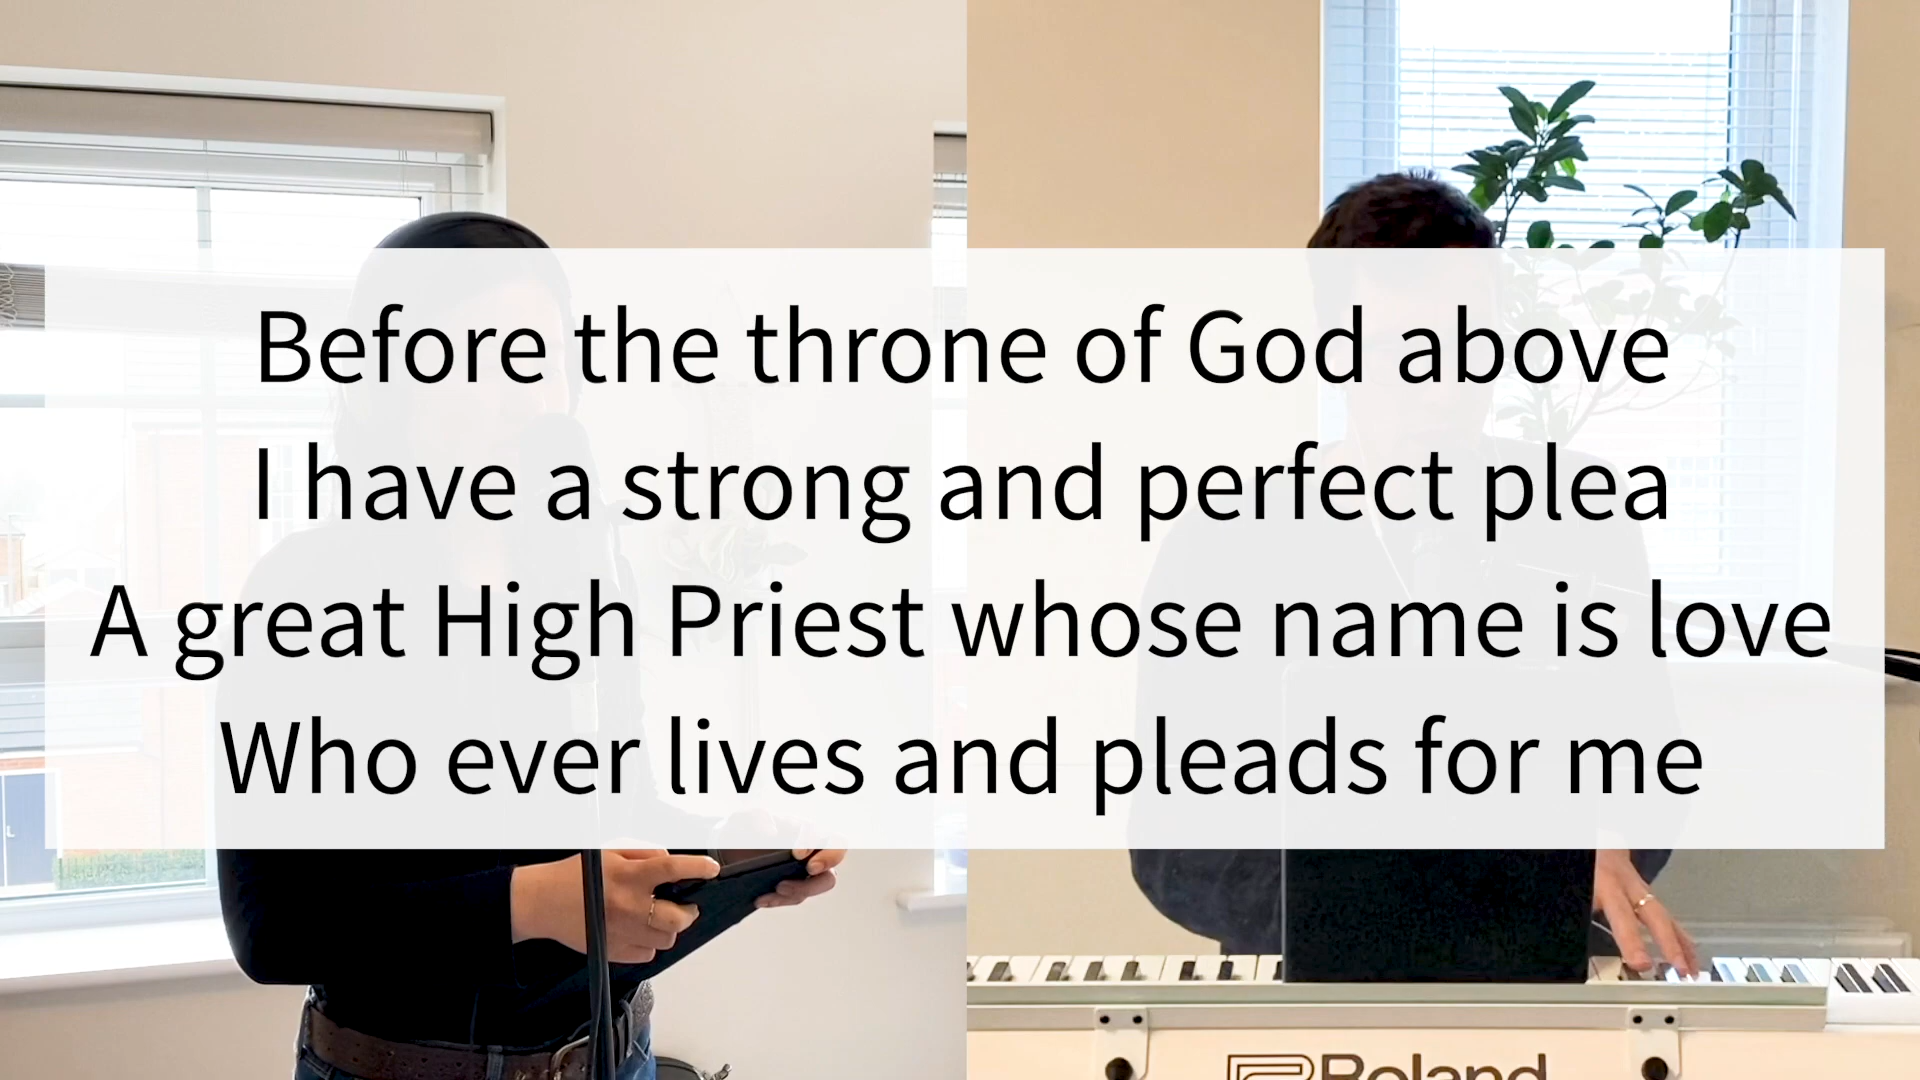 Before the throne of God above
I have a strong and perfect plea
A great High Priest whose name is love
Who ever lives and pleads for me
Roland